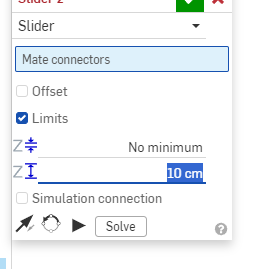 Slider 2
Slider
Mate connectors
Offset
Limits
Z No minimum
Z 10 cm
Simulation connection
Solve